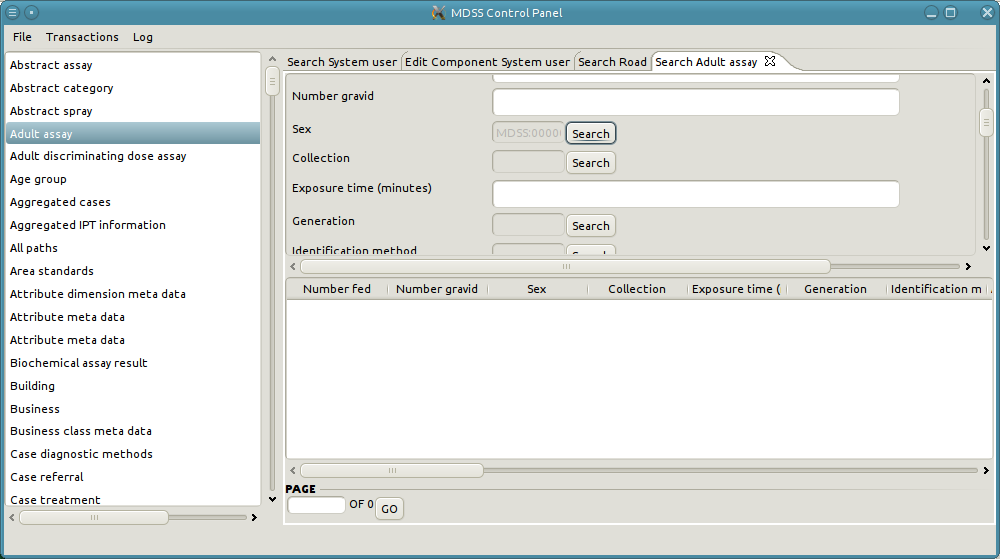 MDSS Control Panel
File Transactions Log
Abstract assay
Abstract category
Abstract spray
Adult assay
Adult discriminating dose assay
Age group
Aggregated cases
Aggregated IPT information
All paths
Area standards
Attribute dimension meta data
Attribute meta data
Attribute meta data
Biochemical assay result
Building
Business
Business class meta data
Case diagnostic methods
Case referral
Case treatment
Search System user Edit Component System user Search Road Search Adult assay
Number gravid
Sex MDSS:0000 Search
Collection Search
Exposure time (minutes)
Generation Search
Identification method Search
Number fed Number gravid Sex Collection Exposure time ( Generation Identification m
PAGE
OF 0 GO